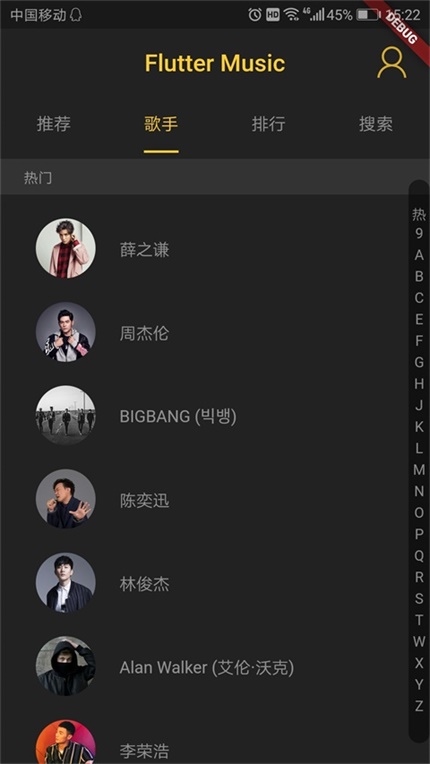 中国移动 HD 4G 45% 15:22
DEBUG
Flutter Music
推荐 歌手 排行 搜索
热门
薛之谦
周杰伦
BIGBANG (빅뱅)
陈奕迅
林俊杰
Alan Walker (艾伦·沃克)
李荣浩
热
9
A
B
C
E
F
G
H
J
K
L
M
N
O
P
Q
R
S
T
W
X
Y
Z